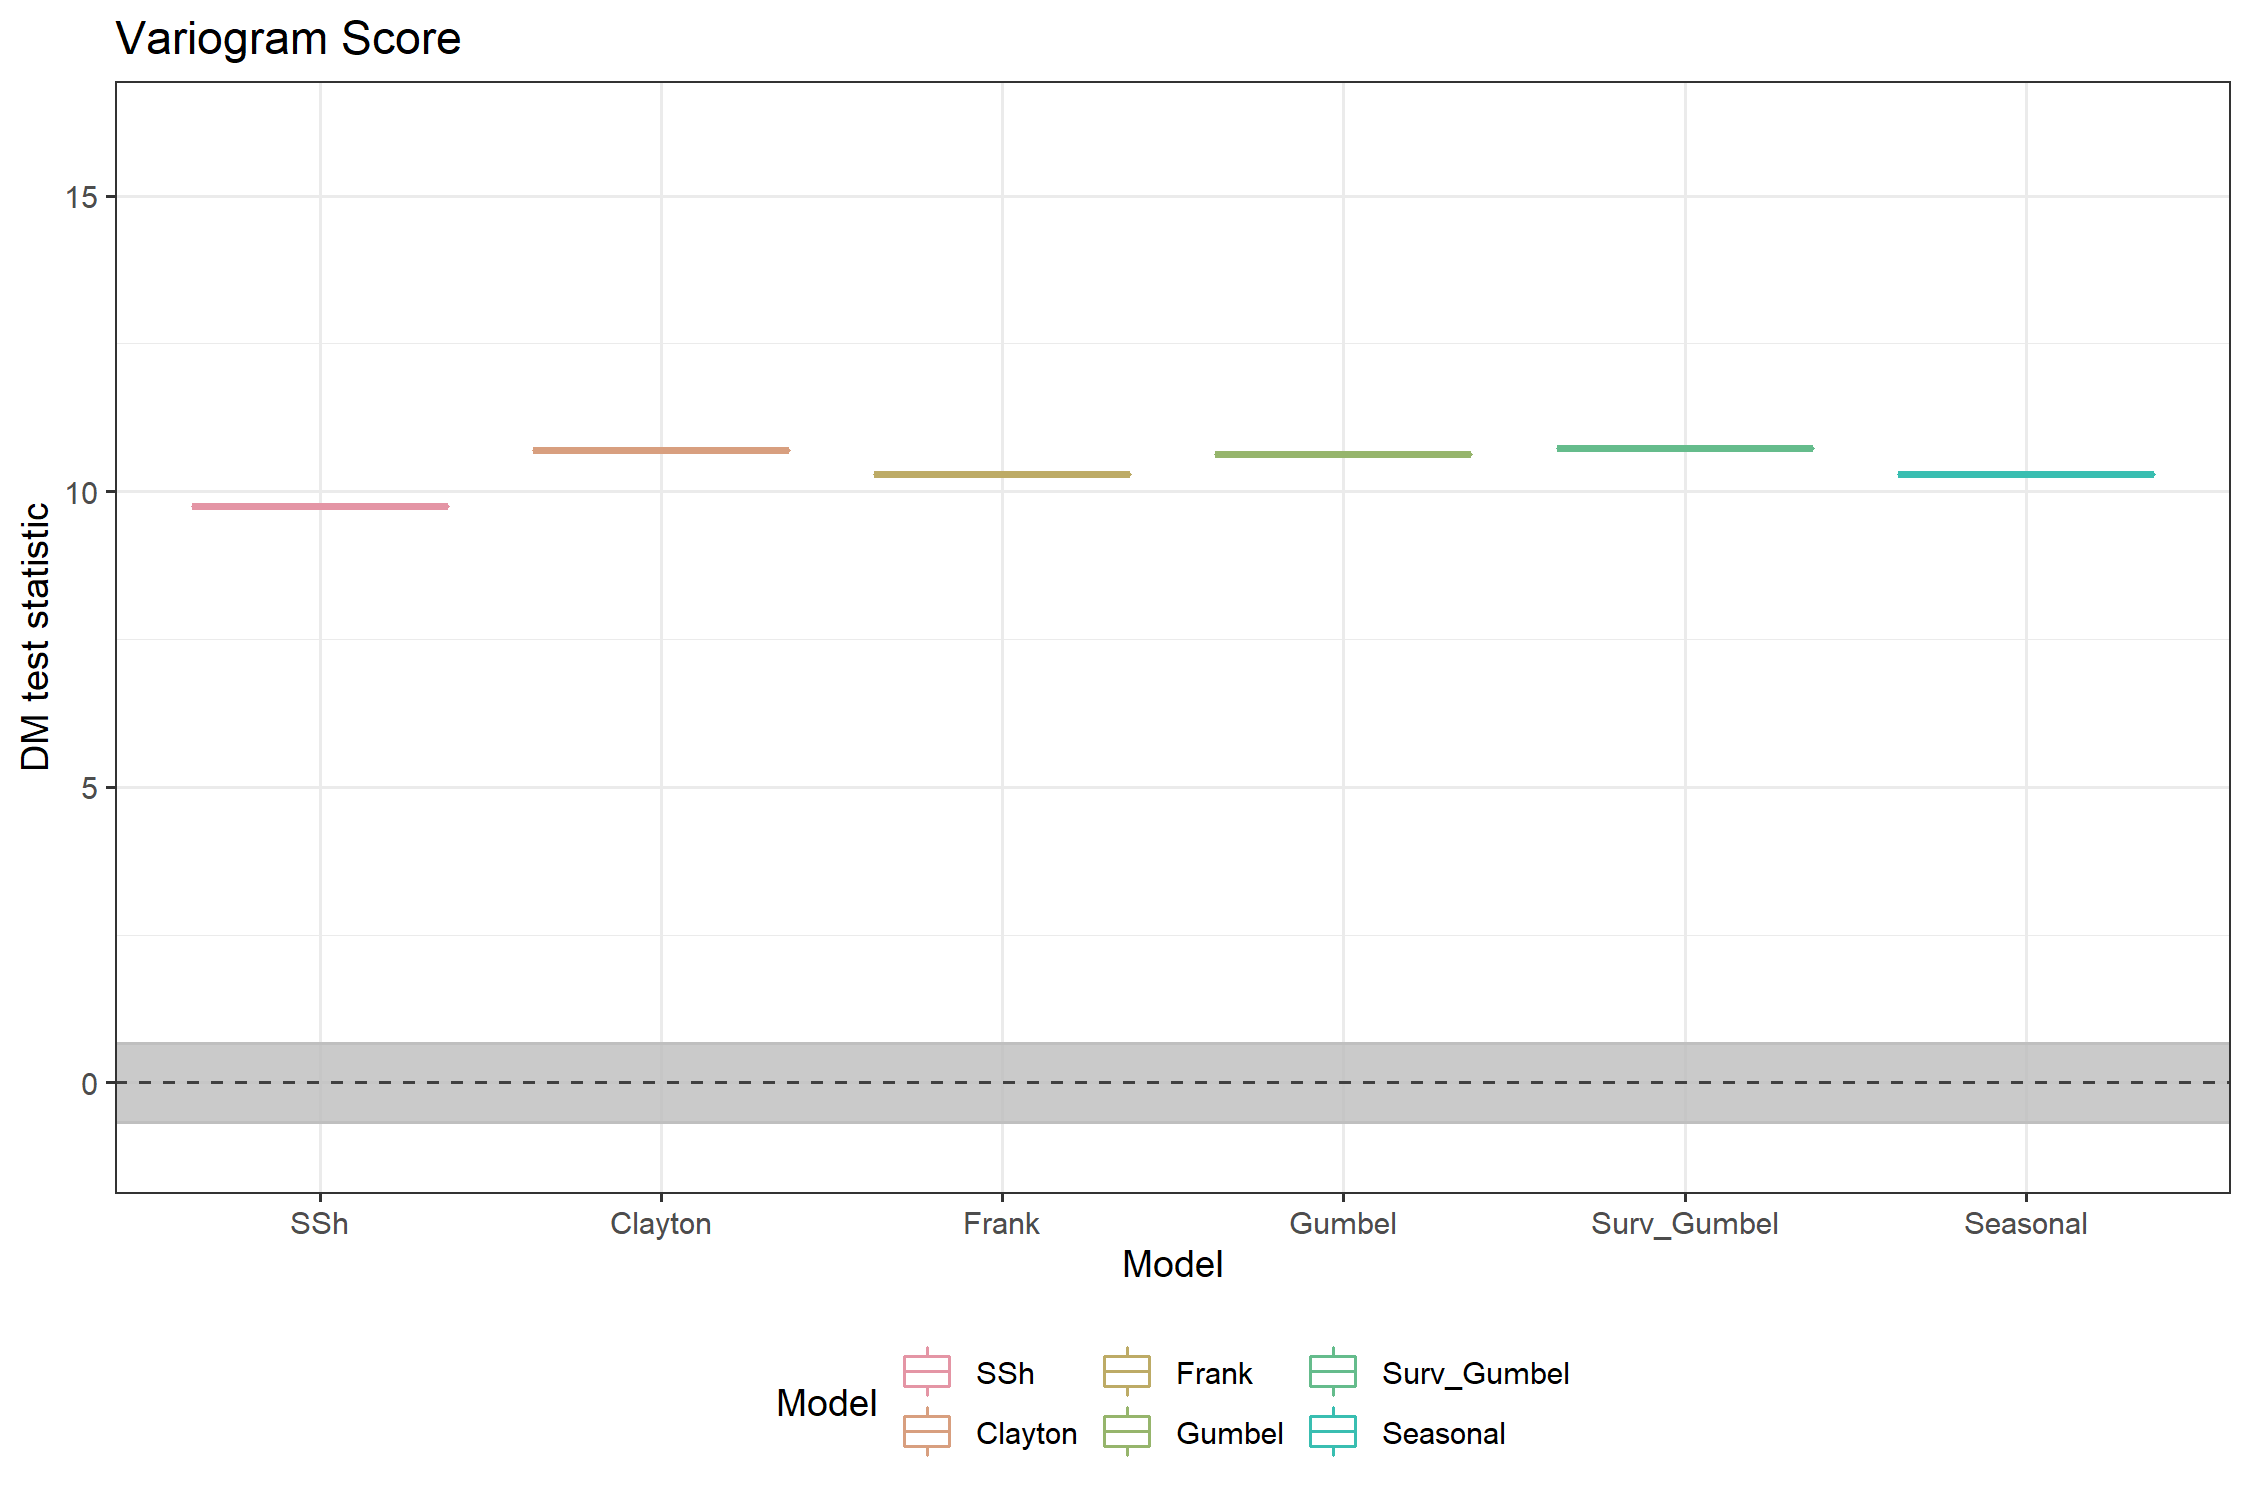 Variogram Score
DM test statistic
15
10
5
0
SSh Clayton Frank Gumbel Surv_Gumbel Seasonal
Model
Model
SSh Frank Surv_Gumbel
Clayton Gumbel Seasonal